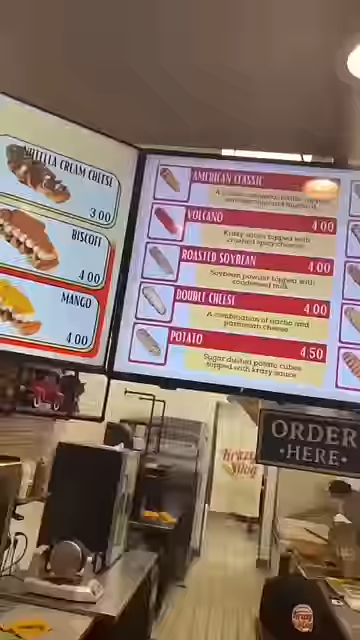 NUTELLA CREAM CHEESE
3.00
BISCOFF
4.00
MANGO
4.00
AMERICAN CLASSIC
VOLCANO 4.00
Krazy sauce topped with
crushed spicy cheetos
ROASTED SOYBEAN 4.00
Soybean powder topped with
condensed milk
DOUBLE CHEESE 4.00
A combination of nacho and
parmesan cheese
POTATO 4.50
Sugar dusted potato cubes
topped with krazy sauce
ORDER
•HERE•
Krazy